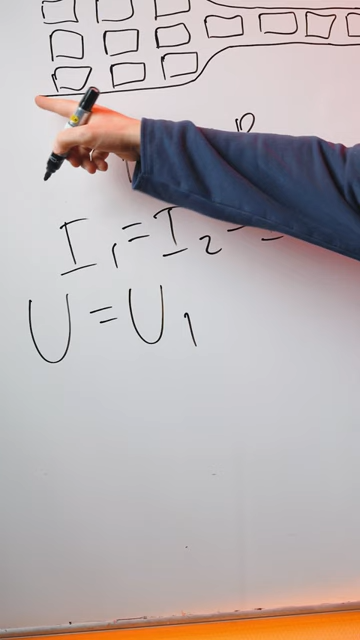 I₁ = I₂ =
U = U₁